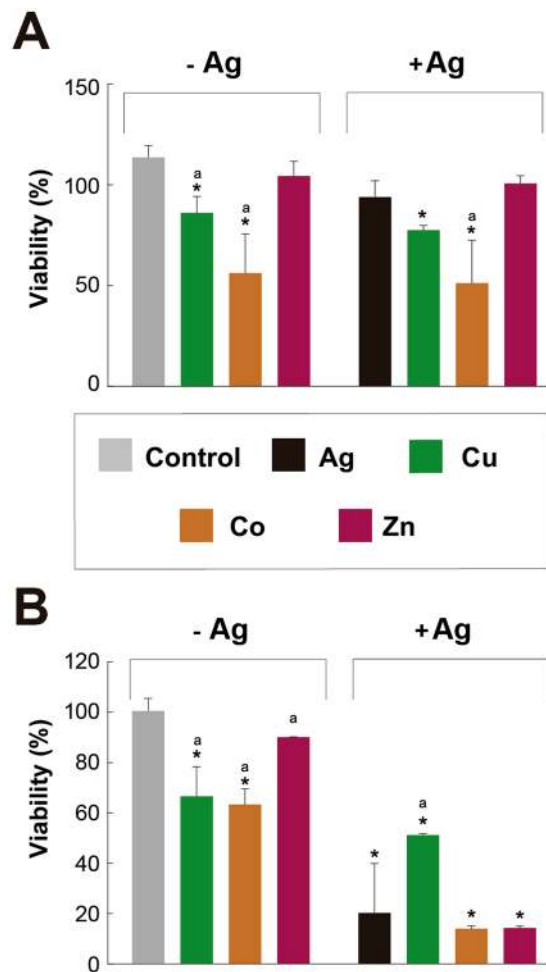 A
- Ag
+Ag
Viability (%)
150
100
50
0
a
*
a
*
*
a
*
Control
Ag
Cu
Co
Zn
B
- Ag
+Ag
Viability (%)
120
100
80
60
40
20
0
a
*
a
*
a
*
a
*
*
*